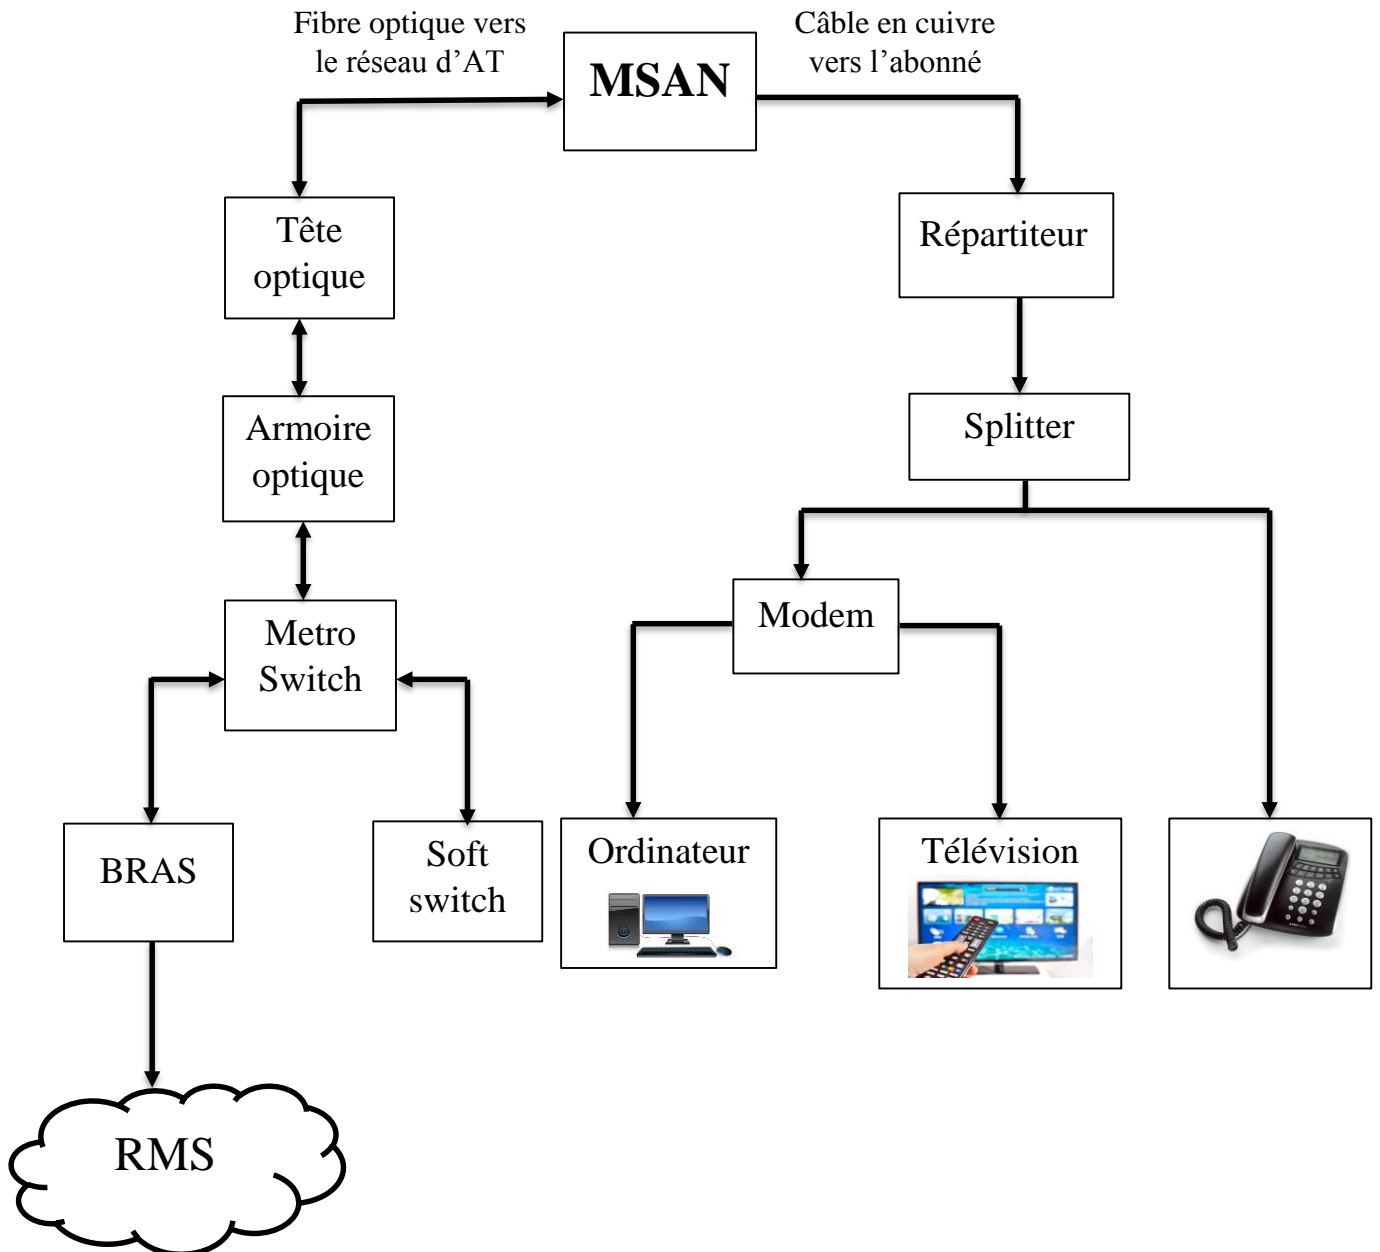 Fibre optique vers
le réseau d’AT
MSAN
Câble en cuivre
vers l’abonné
Tête
optique
Répartiteur
Armoire
optique
Splitter
Metro
Switch
Modem
BRAS
Soft
switch
Ordinateur
Télévision
RMS